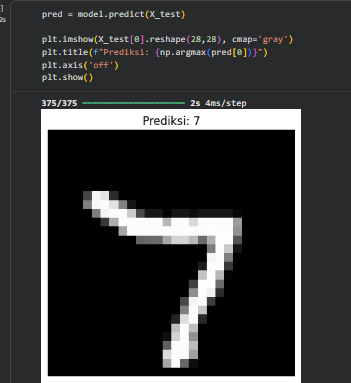 pred = model.predict(X_test)
plt.imshow(X_test[0].reshape(28,28), cmap='gray')
plt.title(f"Prediksi: {np.argmax(pred[0])}")
plt.axis('off')
plt.show()
375/375 2s 4ms/step
Prediksi: 7
7